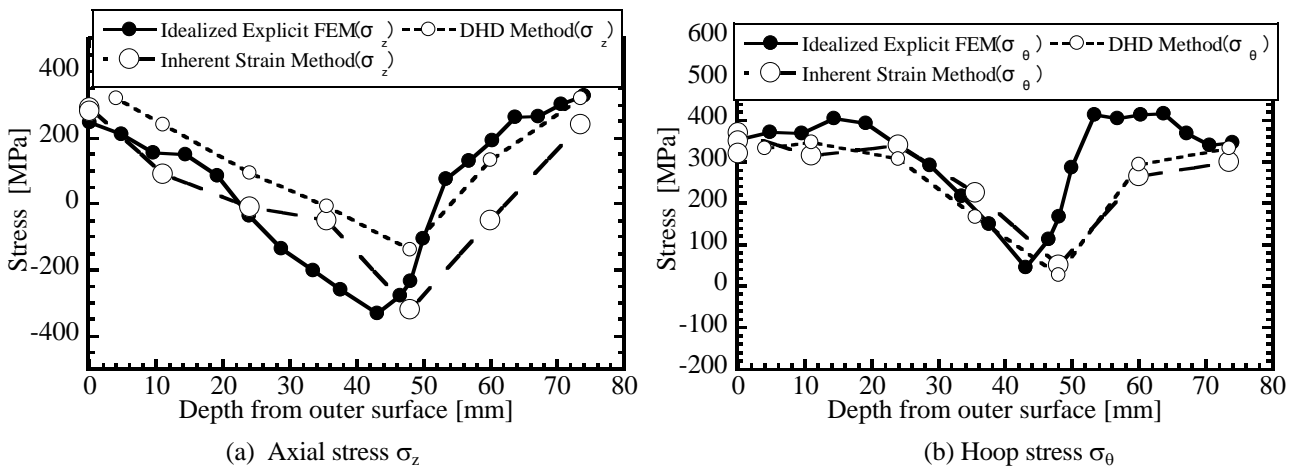 Idealized Explicit FEM(σz)
DHD Method(σz)
Inherent Strain Method(σz)
400
200
0
-200
-400
Stress [MPa]
0 10 20 30 40 50 60 70 80
Depth from outer surface [mm]
(a) Axial stress σz
Idealized Explicit FEM(σθ)
DHD Method(σθ)
Inherent Strain Method(σθ)
600
500
400
300
200
100
0
-100
-200
Stress [MPa]
0 10 20 30 40 50 60 70 80
Depth from outer surface [mm]
(b) Hoop stress σθ